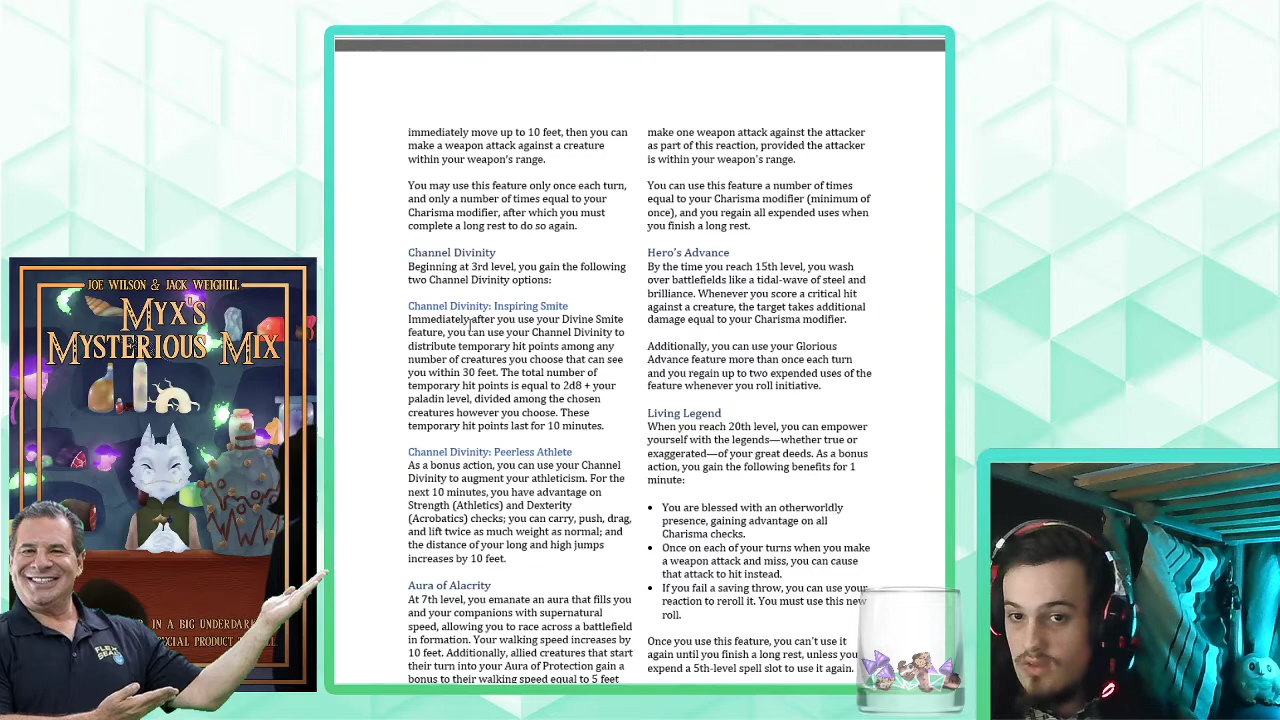 JOE WILSON & JACK WEIGHILL
MYX'S
MYSTERIOUS MIX
IN A BIG UNDERDAR
FLEX
SEAL
immediately move up to 10 feet, then you can
make a weapon attack against a creature
within your weapon's range.
You may use this feature only once each turn,
and only a number of times equal to your
Charisma modifier, after which you must
complete a long rest to do so again.
Channel Divinity
Beginning at 3rd level, you gain the following
two Channel Divinity options:
Channel Divinity: Inspiring Smite
Immediately after you use your Divine Smite
feature, you can use your Channel Divinity to
distribute temporary hit points among any
number of creatures you choose that can see
you within 30 feet. The total number of
temporary hit points is equal to 2d8 + your
paladin level, divided among the chosen
creatures however you choose. These
temporary hit points last for 10 minutes.
Channel Divinity: Peerless Athlete
As a bonus action, you can use your Channel
Divinity to augment your athleticism. For the
next 10 minutes, you have advantage on
Strength (Athletics) and Dexterity
(Acrobatics) checks; you can carry, push, drag,
and lift twice as much weight as normal; and
the distance of your long and high jumps
increases by 10 feet.
Aura of Alacrity
At 7th level, you emanate an aura that fills you
and your companions with supernatural
speed, allowing you to race across a battlefield
in formation. Your walking speed increases by
10 feet. Additionally, allied creatures that start
their turn into your Aura of Protection gain a
bonus to their walking speed equal to 5 feet
make one weapon attack against the attacker
as part of this reaction, provided the attacker
is within your weapon's range.
You can use this feature a number of times
equal to your Charisma modifier (minimum of
once), and you regain all expended uses when
you finish a long rest.
Hero's Advance
By the time you reach 15th level, you wash
over battlefields like a tidal-wave of steel and
brilliance. Whenever you score a critical hit
against a creature, the target takes additional
damage equal to your Charisma modifier.
Additionally, you can use your Glorious
Advance feature more than once each turn
and you regain up to two expended uses of the
feature whenever you roll initiative.
Living Legend
When you reach 20th level, you can empower
yourself with the legends—whether true or
exaggerated—of your great deeds. As a bonus
action, you gain the following benefits for 1
minute:
• You are blessed with an otherworldly
presence, gaining advantage on all
Charisma checks.
• Once on each of your turns when you make
a weapon attack and miss, you can cause
that attack to hit instead.
• If you fail a saving throw, you can use your
reaction to reroll it. You must use this new
roll.
Once you use this feature, you can't use it
again until you finish a long rest, unless you
expend a 5th-level spell slot to use it again.